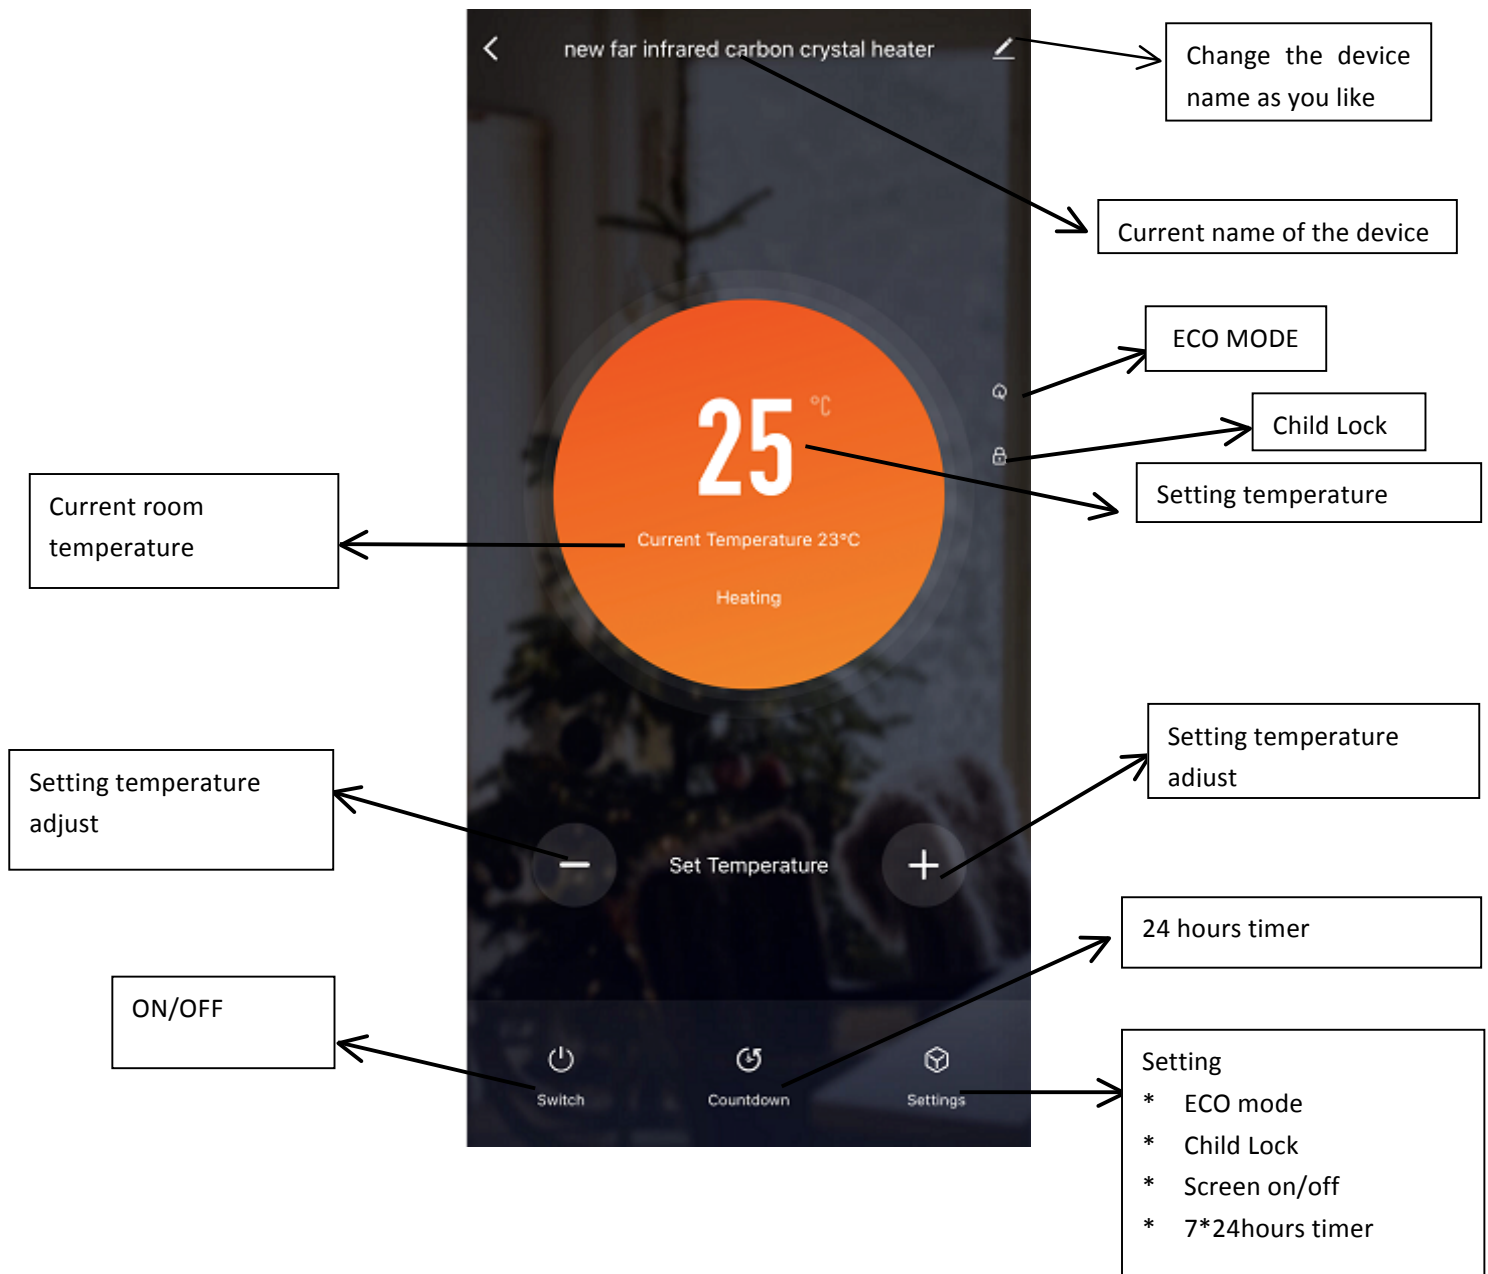 new far infrared carbon crystal heater
Change the device
name as you like
Current name of the device
ECO MODE
25 °C
Child Lock
Setting temperature
Current room
temperature
Current Temperature 23°C
Heating
Setting temperature
adjust
Setting temperature
adjust
Set Temperature
24 hours timer
ON/OFF
Switch
Countdown
Settings
Setting
* ECO mode
* Child Lock
* Screen on/off
* 7*24hours timer